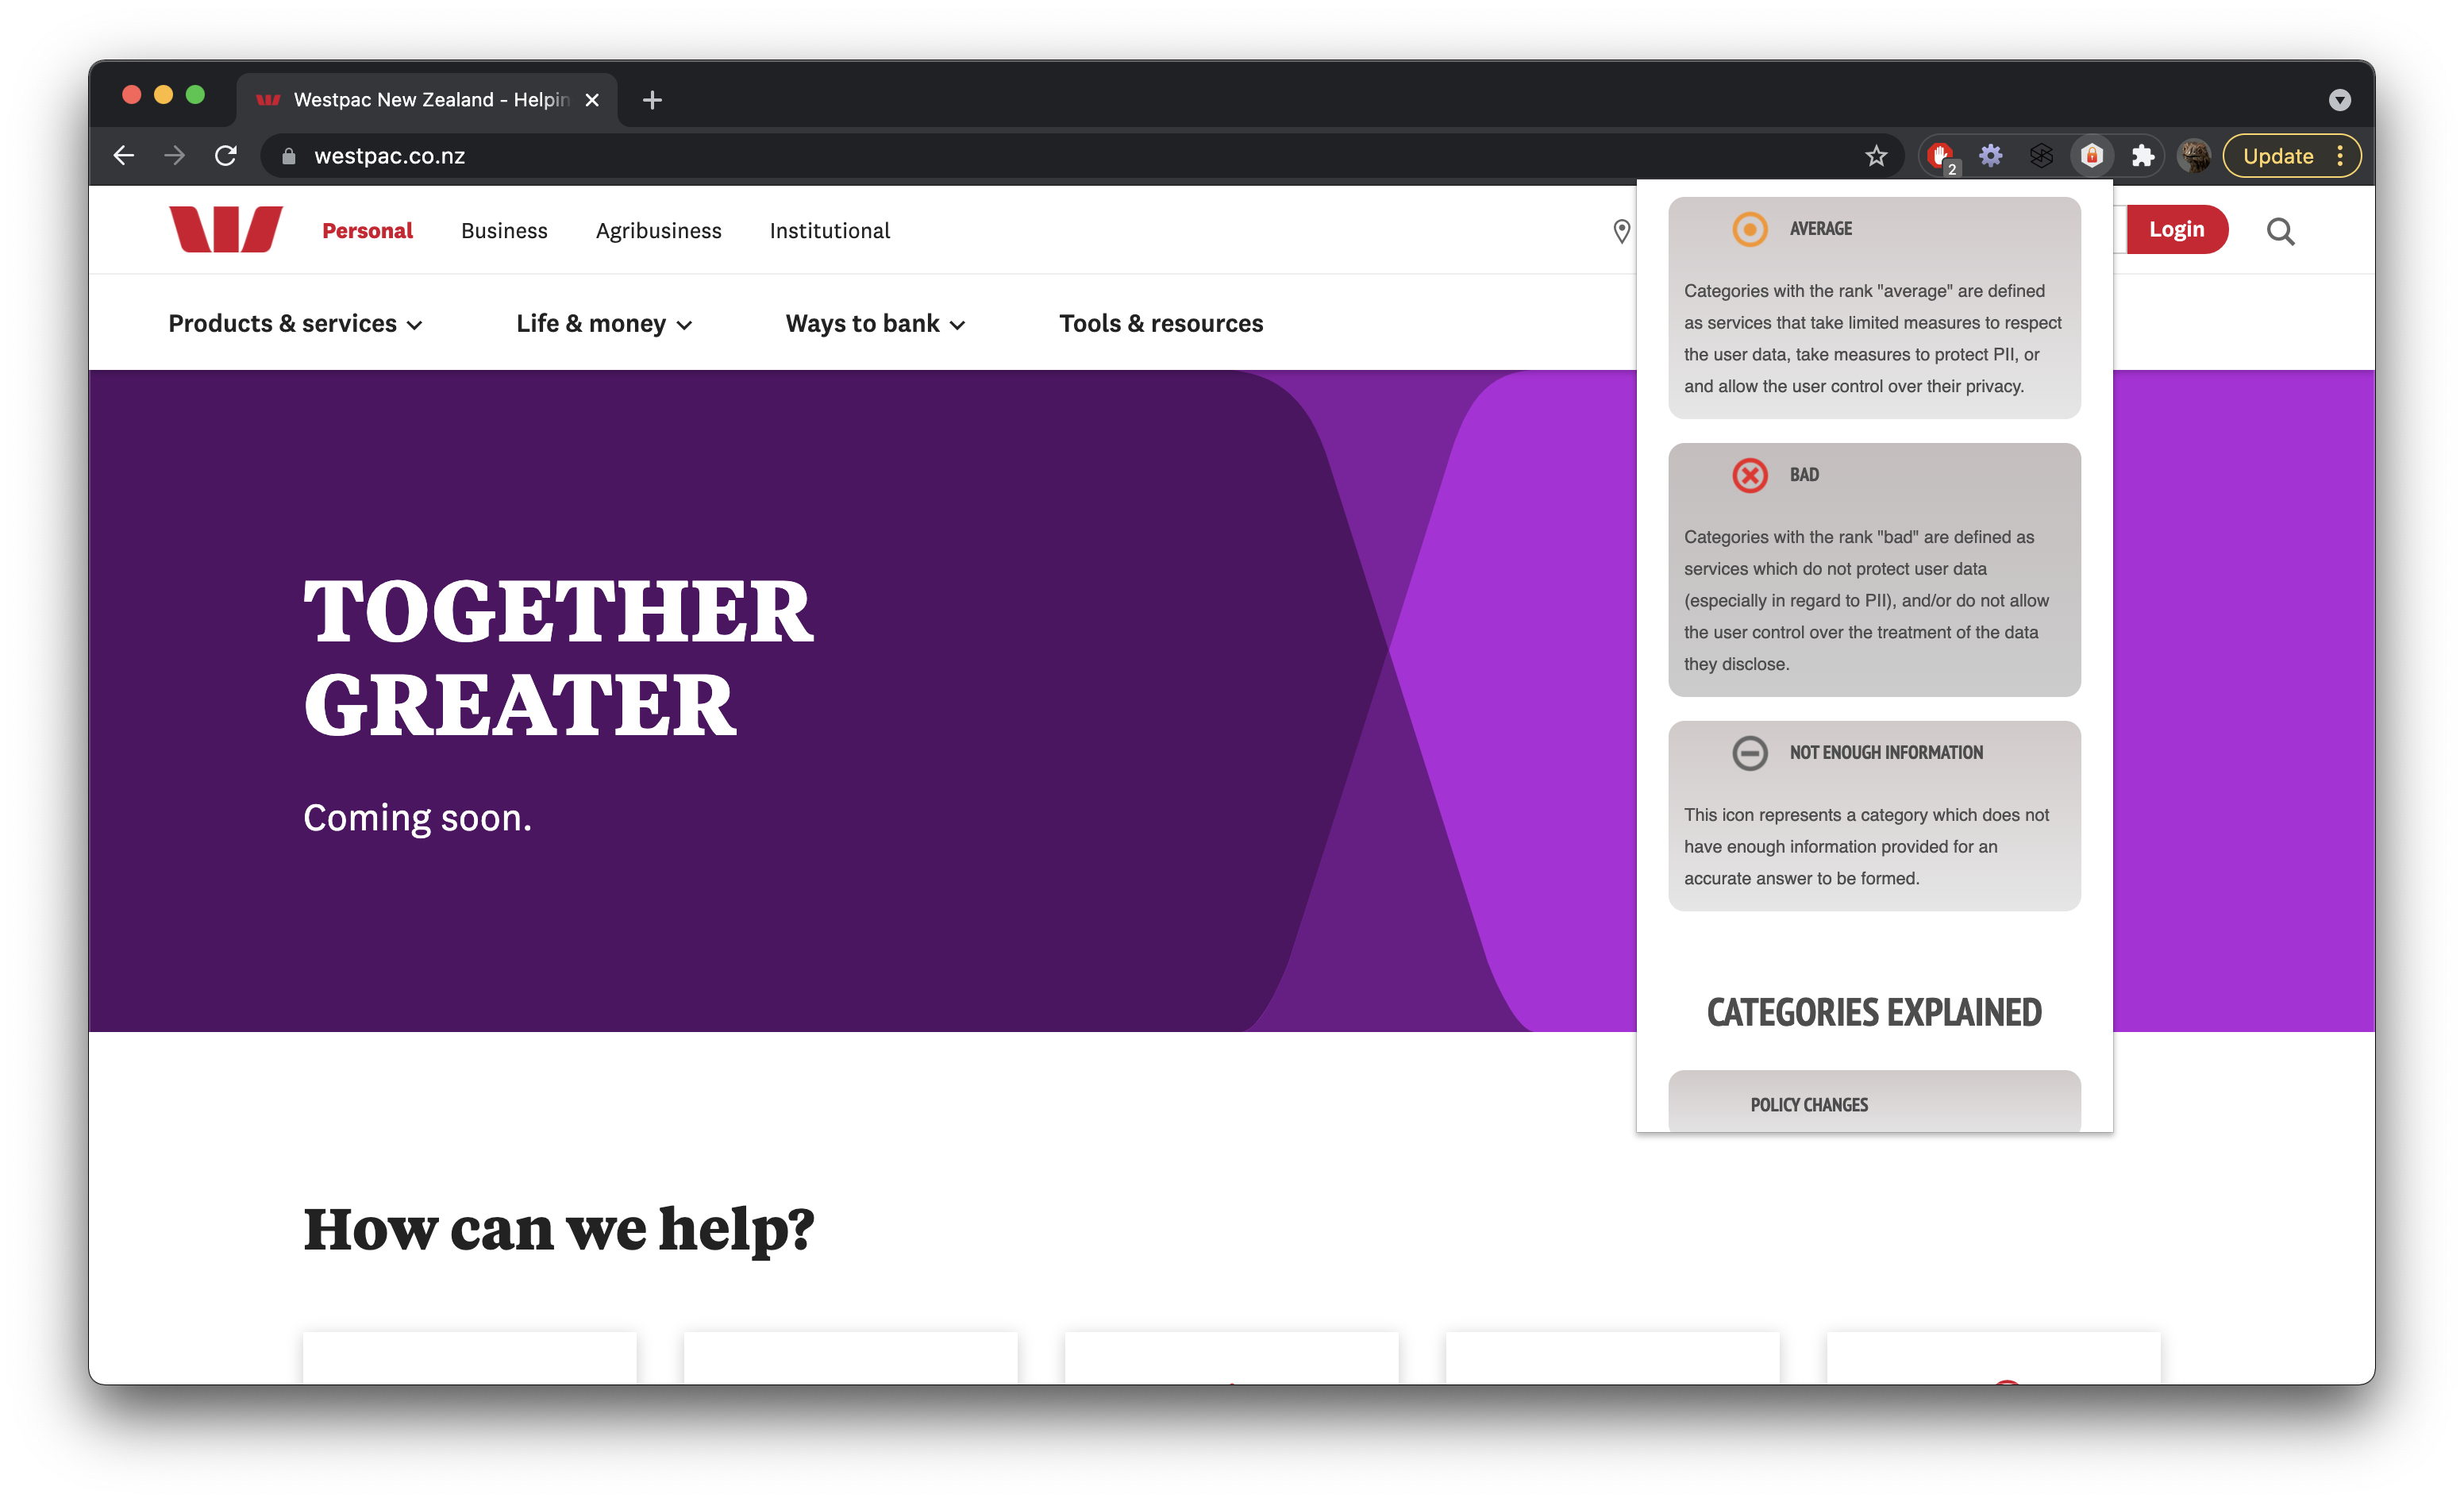 Westpac New Zealand - Helpin
westpac.co.nz
2
Update
Personal
Business
Agribusiness
Institutional
Login
Products & services
Life & money
Ways to bank
Tools & resources
TOGETHER
GREATER
Coming soon.
How can we help?
AVERAGE
Categories with the rank "average" are defined
as services that take limited measures to respect
the user data, take measures to protect PII, or
and allow the user control over their privacy.
BAD
Categories with the rank "bad" are defined as
services which do not protect user data
(especially in regard to PII), and/or do not allow
the user control over the treatment of the data
they disclose.
NOT ENOUGH INFORMATION
This icon represents a category which does not
have enough information provided for an
accurate answer to be formed.
CATEGORIES EXPLAINED
POLICY CHANGES